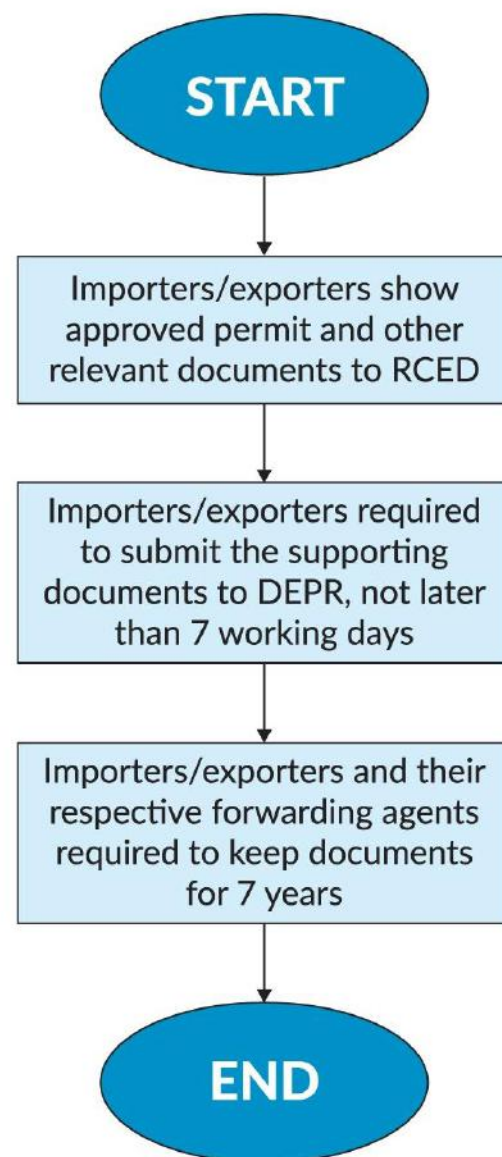 START
Importers/exporters show
approved permit and other
relevant documents to RCED
Importers/exporters required
to submit the supporting
documents to DEPR, not later
than 7 working days
Importers/exporters and their
respective forwarding agents
required to keep documents
for 7 years
END